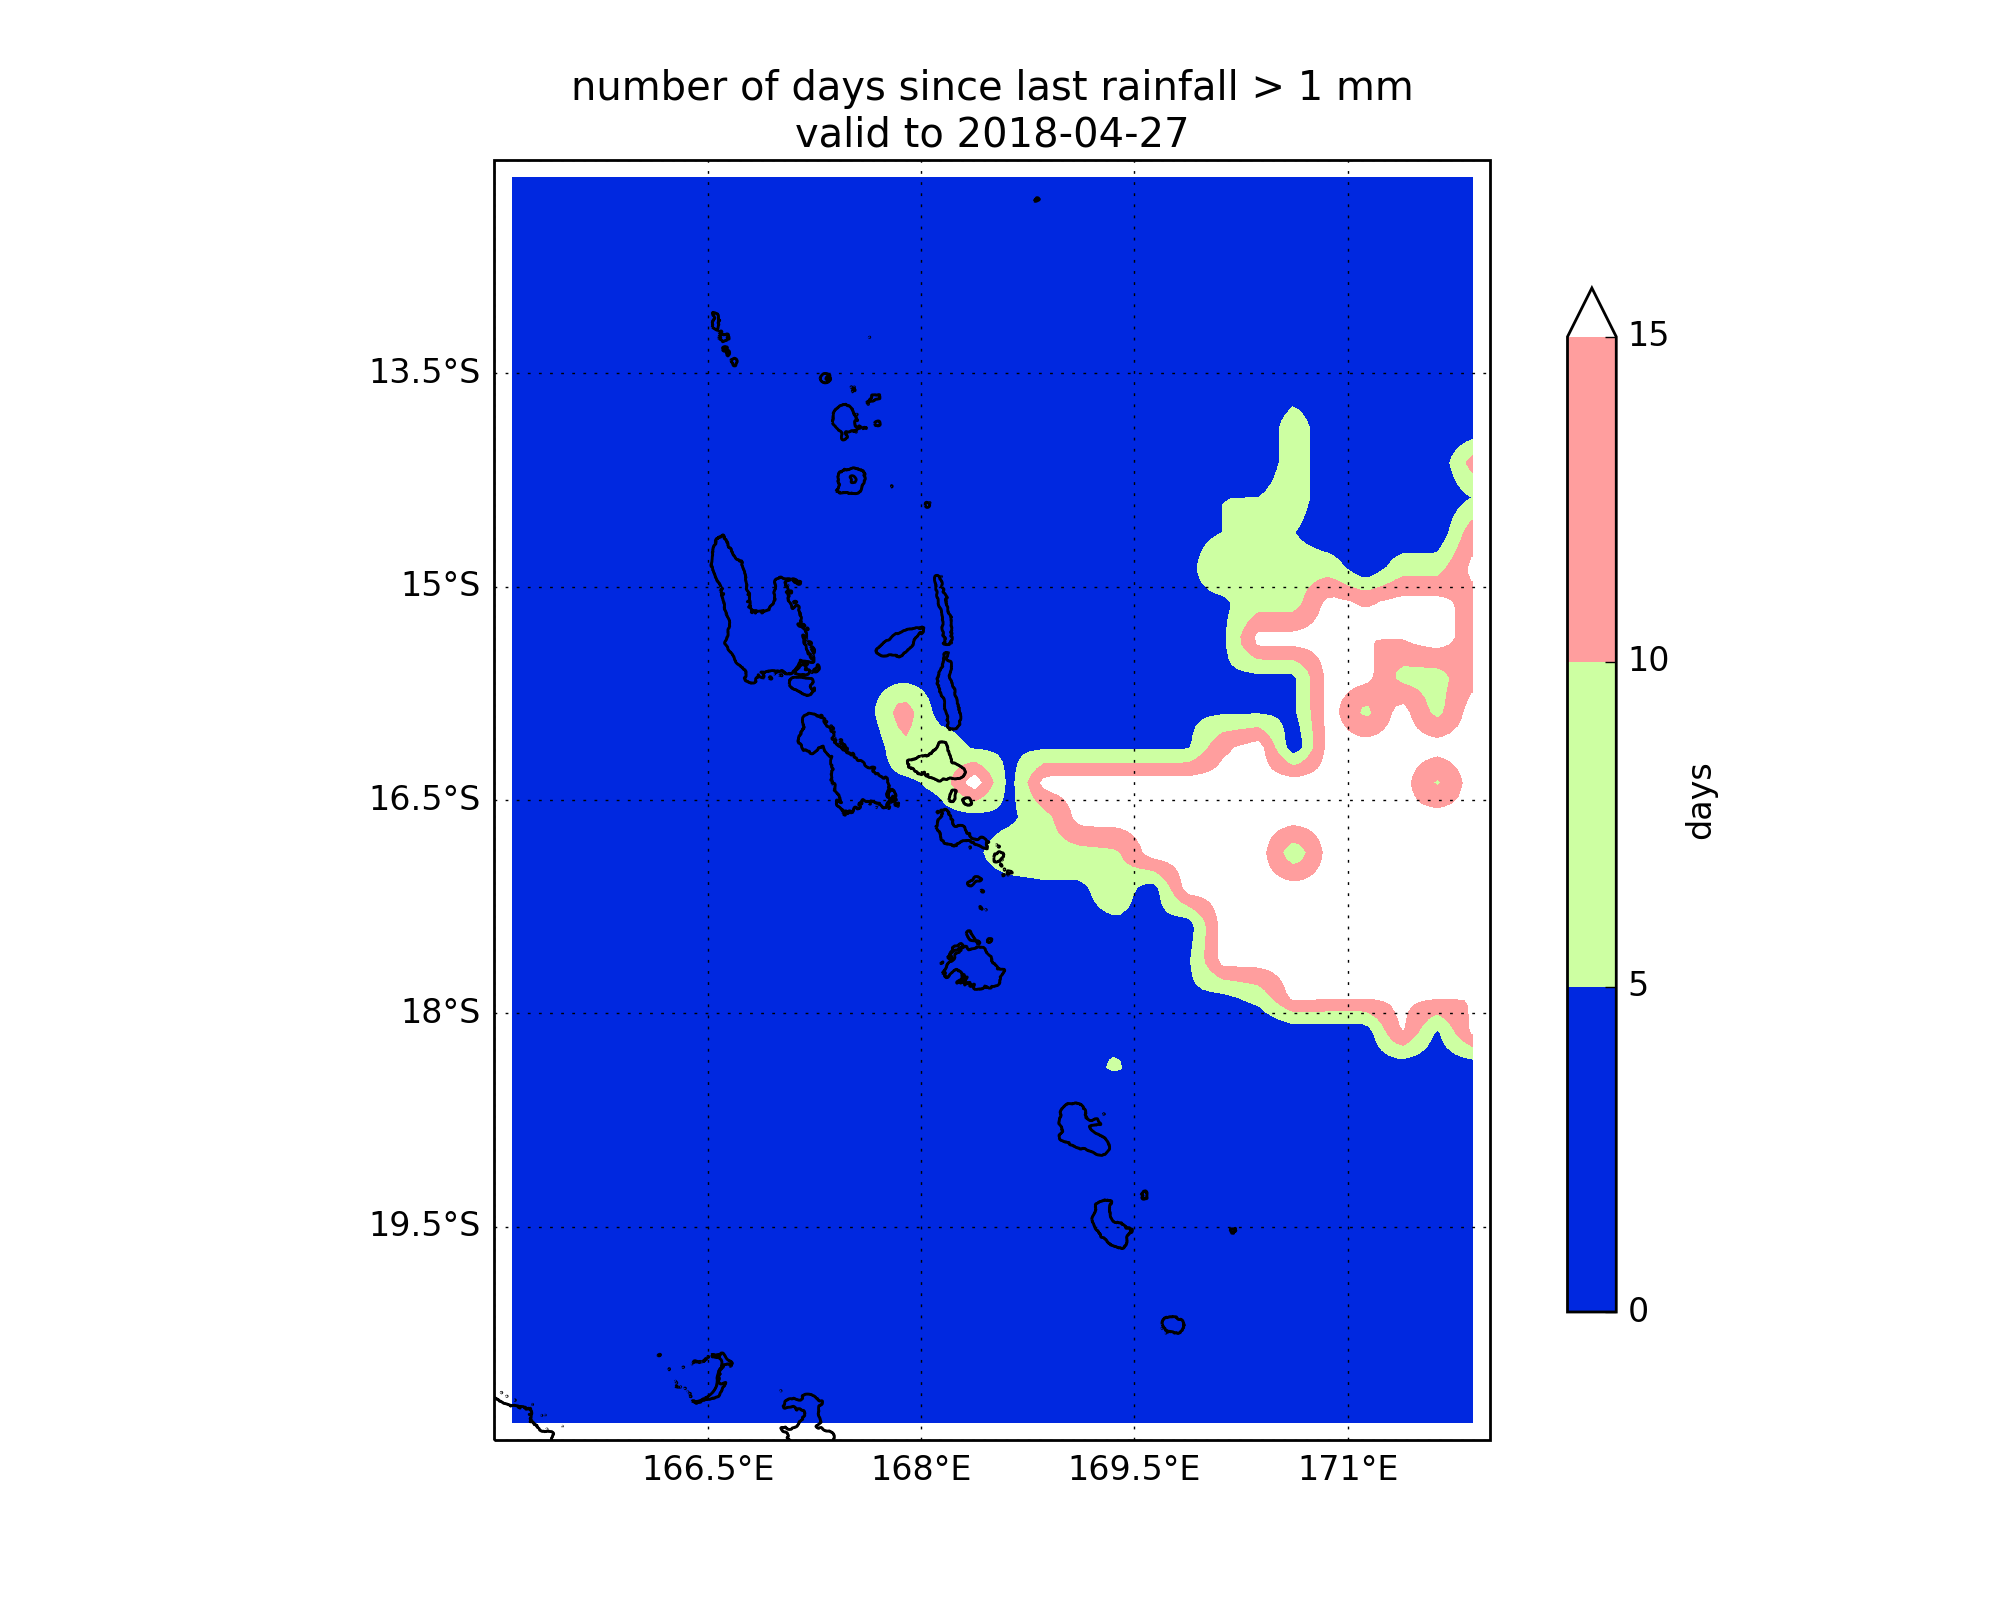 number of days since last rainfall > 1 mm
valid to 2018-04-27
13.5°S
15°S
16.5°S
18°S
19.5°S
166.5°E
168°E
169.5°E
171°E
15
10
5
0
days